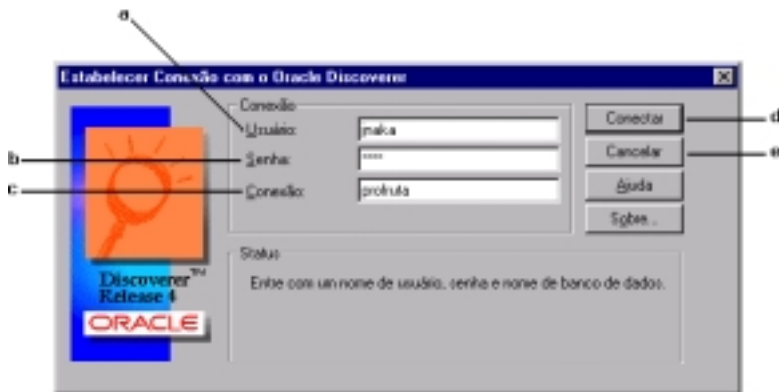 a
Estabelecer Conexão com o Oracle Discoverer
Conexão
Usuário:
Senha: ****
Conexão: profruta
Conectar
Cancelar
Ajuda
Sobre...
b
c
d
e
Status
Entre com um nome de usuário, senha e nome de banco de dados.
Discoverer™
Release 4
ORACLE